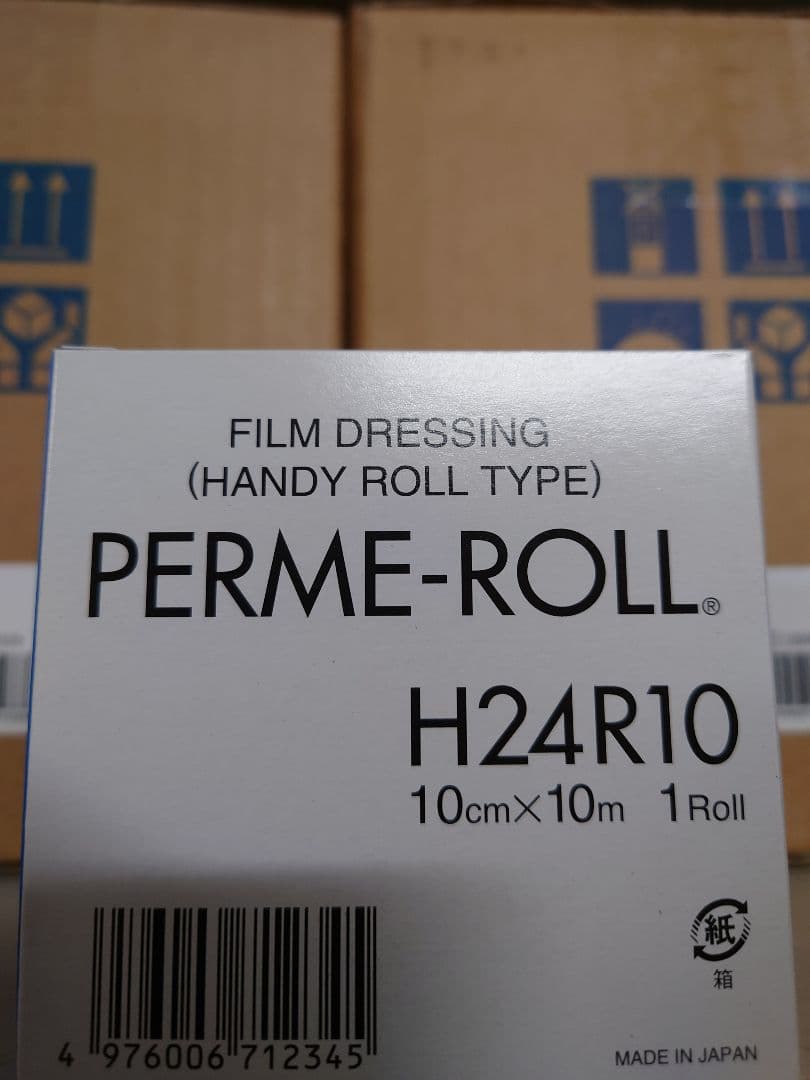 FILM DRESSING
(HANDY ROLL TYPE)
PERME-ROLL®
H24R10
10cm×10m 1Roll
紙
箱
4 976006 712345
MADE IN JAPAN